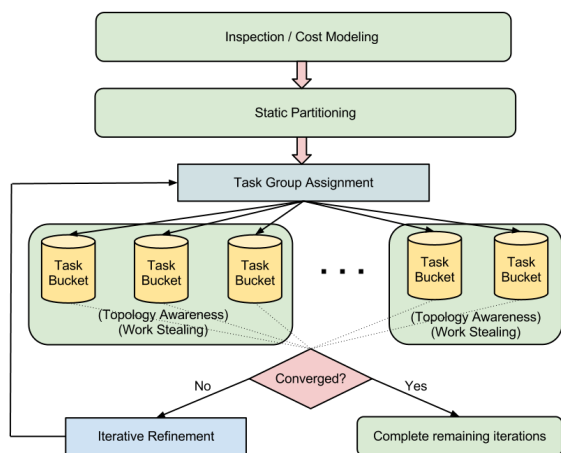 Inspection / Cost Modeling
Static Partitioning
Task Group Assignment
Task
Bucket
Task
Bucket
Task
Bucket
Task
Bucket
Task
Bucket
(Topology Awareness)
(Work Stealing)
(Topology Awareness)
(Work Stealing)
No
Converged?
Yes
Iterative Refinement
Complete remaining iterations